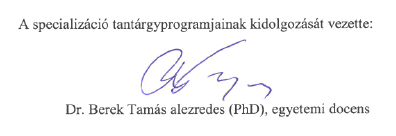 A specializáció tantárgyprogramjainak kidolgozását vezette:
Dr. Berek Tamás alezredes (PhD), egyetemi docens